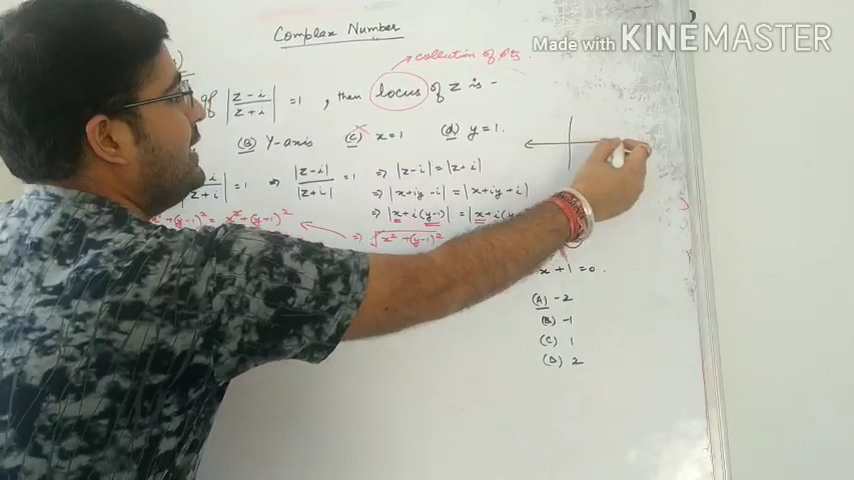 Complex Number
Made with KINEMASTER
→ collection of pts.
If |z-i/z+i| = 1, then locus of z is -
(B) Y-axis (C) x=1 (d) y=1.
z+i| = 1 ⇒ |z-i|/|z+i| = 1 ⇒ |z-i| = |z+i|
⇒ |x+iy-i| = |x+iy+i|
⇒ |x+i(y-1)| = |x+i(y
+(y-1)² = x²+(y-1)² ⇒ √x²+(y-1)²
x+1=0.
(A) -2
(B) -1
(C) 1
(D) 2